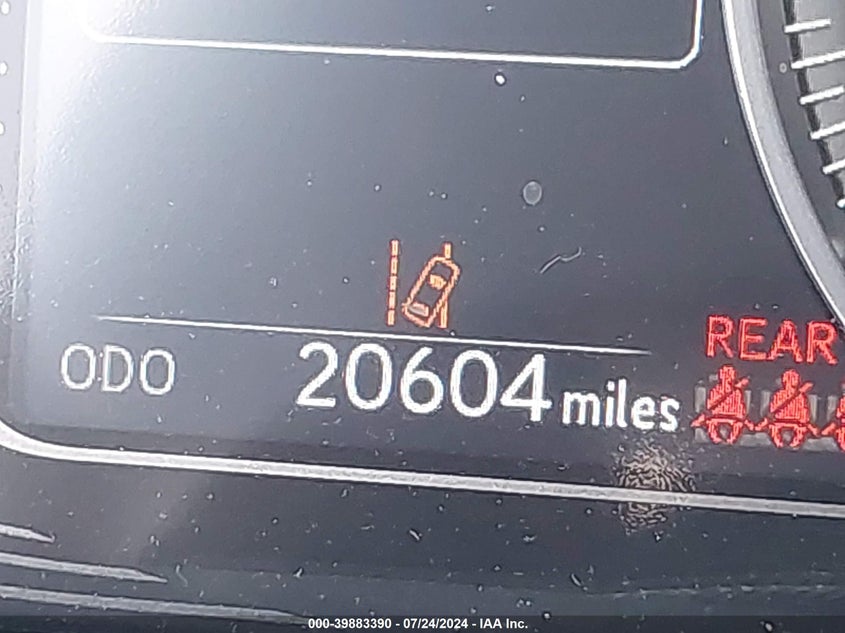 REAR
ODO 20604 miles
000-39883390 - 07/24/2024 - IAA Inc.